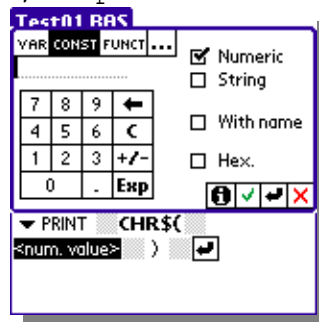 Test01.BAS
VAR CONST FUNCT ...
Numeric
String
7 8 9
4 5 6 C
With name
1 2 3 +/-
Hex.
0 . Exp
PRINT CHR$(
<num. value> )